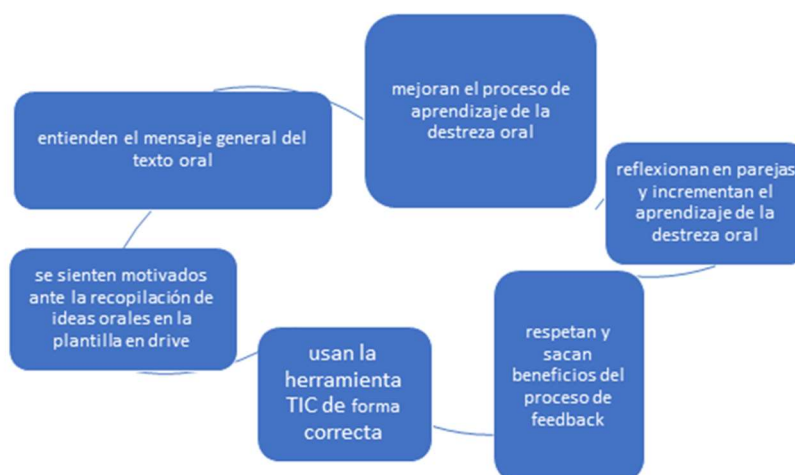 mejoran el proceso de
aprendizaje de la
destreza oral
entienden el mensaje general del
texto oral
reflexionan en parejas
y incrementan el
aprendizaje de la
destreza oral
se sienten motivados
ante la recopilación de
ideas orales en la
plantilla en drive
respetan y
sacan
beneficios del
proceso de
feedback
usan la
herramienta
TIC de forma
correcta